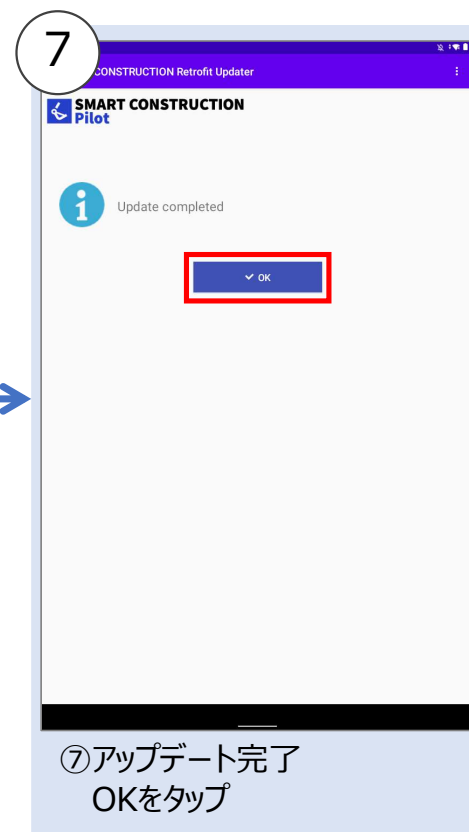 7
CONSTRUCTION Retrofit Updater
SMART CONSTRUCTION
Pilot
Update completed
OK
⑦アップデート完了
OKをタップ